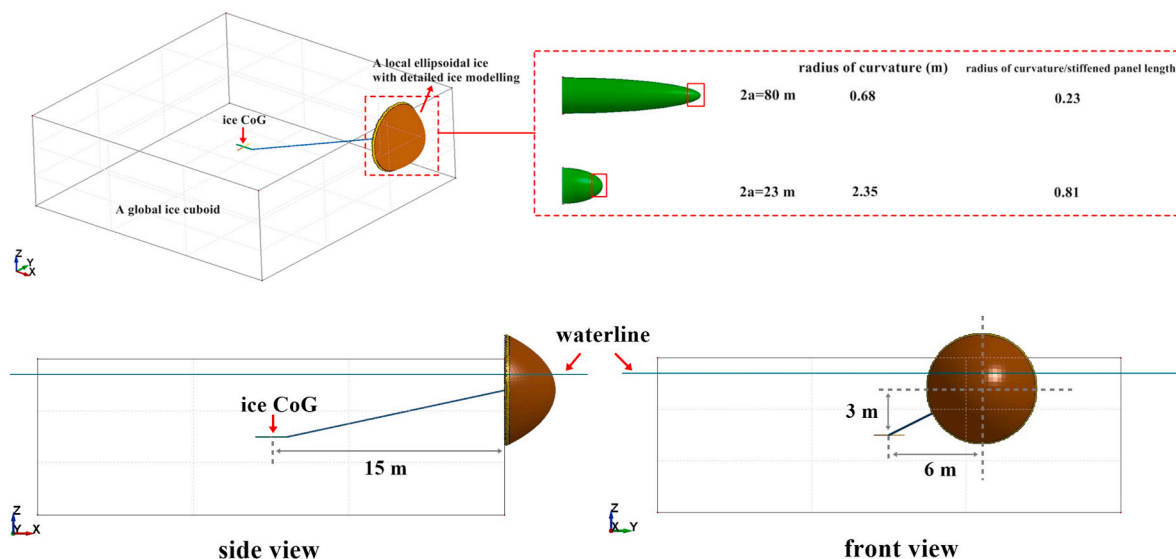 A local ellipsoidal ice
with detailed ice modelling
ice CoG
A global ice cuboid
Z
Y
X
radius of curvature (m)
radius of curvature/stiffened panel length
2a=80 m
0.68
0.23
2a=23 m
2.35
0.81
waterline
ice CoG
15 m
Z
Y
X
side view
3 m
6 m
Z
X
Y
front view